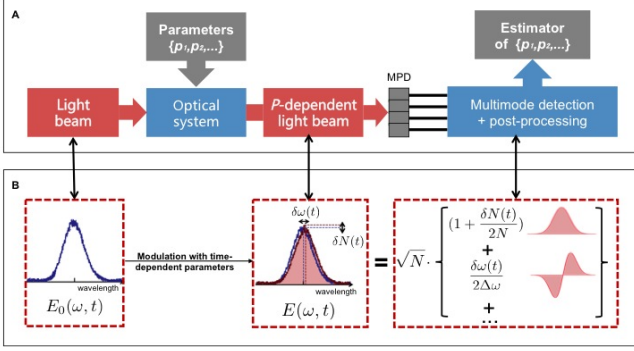 A
Parameters
{p₁,p₂,...}
Estimator
of {p₁,p₂,...}
MPD
Light
beam
Optical
system
P-dependent
light beam
Multimode detection
+ post-processing
B
δω(t)
δN(t)
Modulation with time-
dependent parameters
wavelength
wavelength
E₀(ω, t)
E(ω, t)
= √N · {
(1 + δN(t)/2N)
+
δω(t)/2Δω
+
...
}